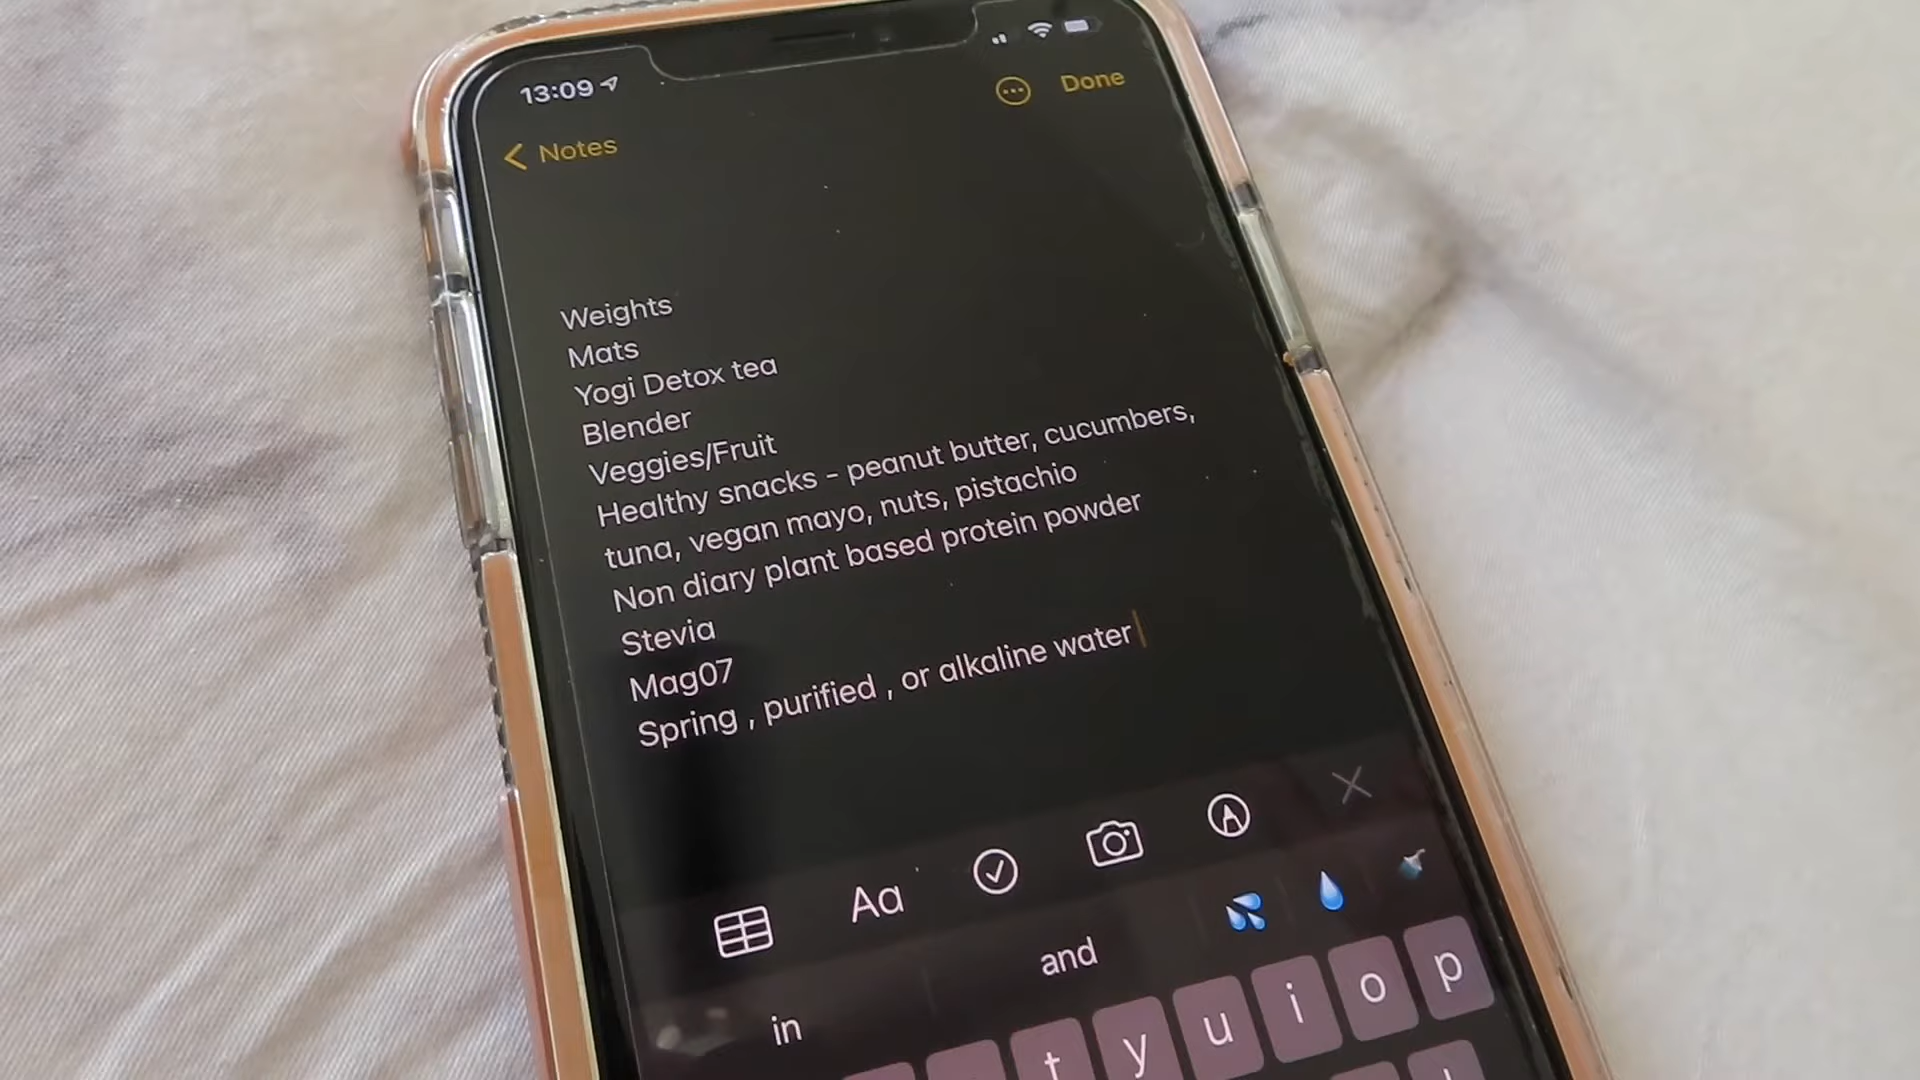 13:09
Done
Notes
Weights
Mats
Yogi Detox tea
Blender
Veggies/Fruit
Healthy snacks - peanut butter, cucumbers,
tuna, vegan mayo, nuts, pistachio
Non diary plant based protein powder
Stevia
Mag07
Spring , purified , or alkaline water
Aa
in and
t y u i o p